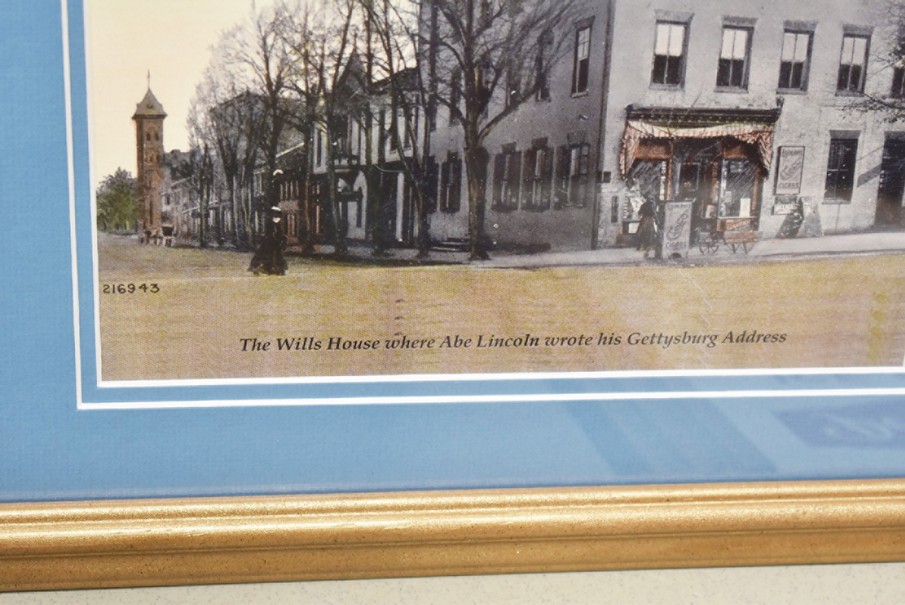 216943
The Wills House where Abe Lincoln wrote his Gettysburg Address